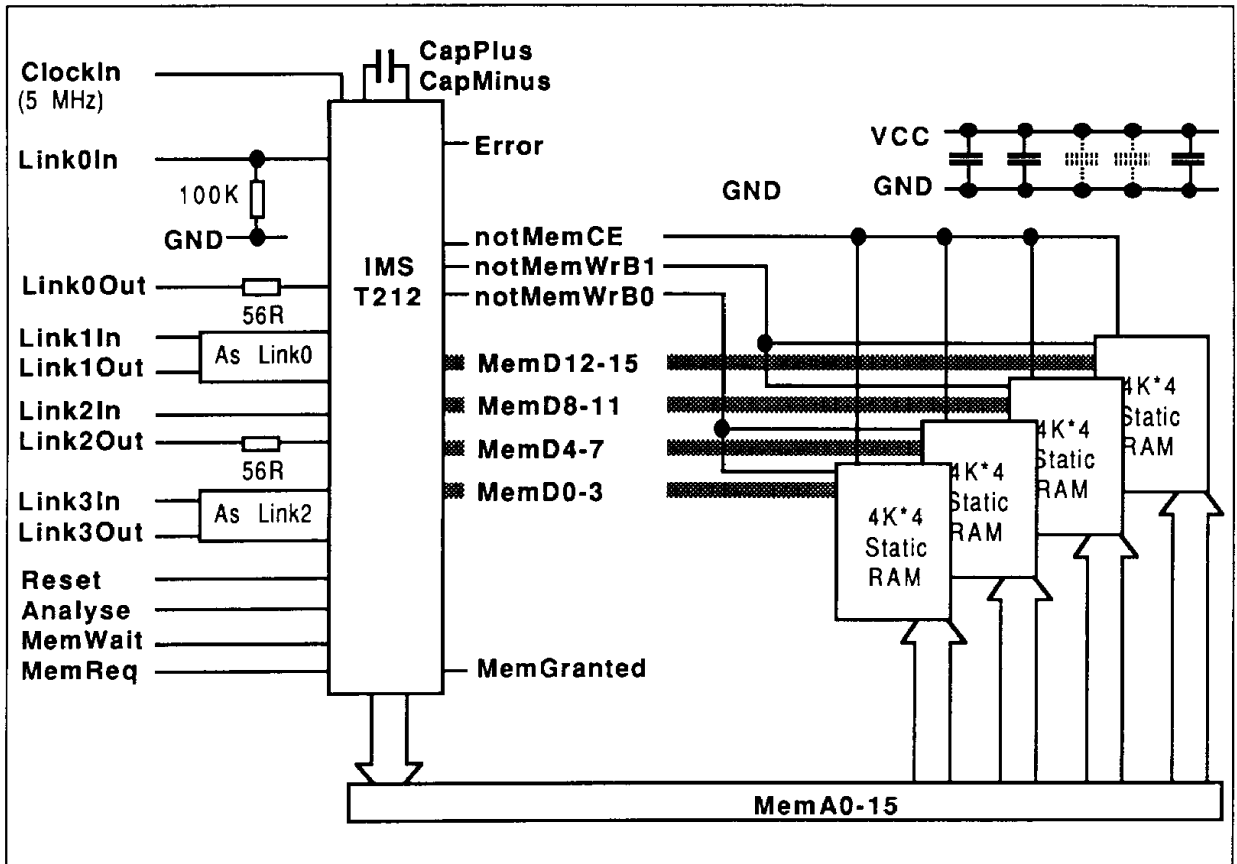 CapPlus
CapMinus
ClockIn
(5 MHz)
Link0In
100K
GND
Link0Out
56R
Link1In
Link1Out
As Link0
Link2In
Link2Out
56R
Link3In
Link3Out
As Link2
Reset
Analyse
MemWait
MemReq
IMS
T212
Error
notMemCE
notMemWrB1
notMemWrB0
MemD12-15
MemD8-11
MemD4-7
MemD0-3
MemGranted
VCC
GND
GND
4K*4
Static
RAM
4K*4
Static
RAM
4K*4
Static
RAM
4K*4
Static
RAM
MemA0-15